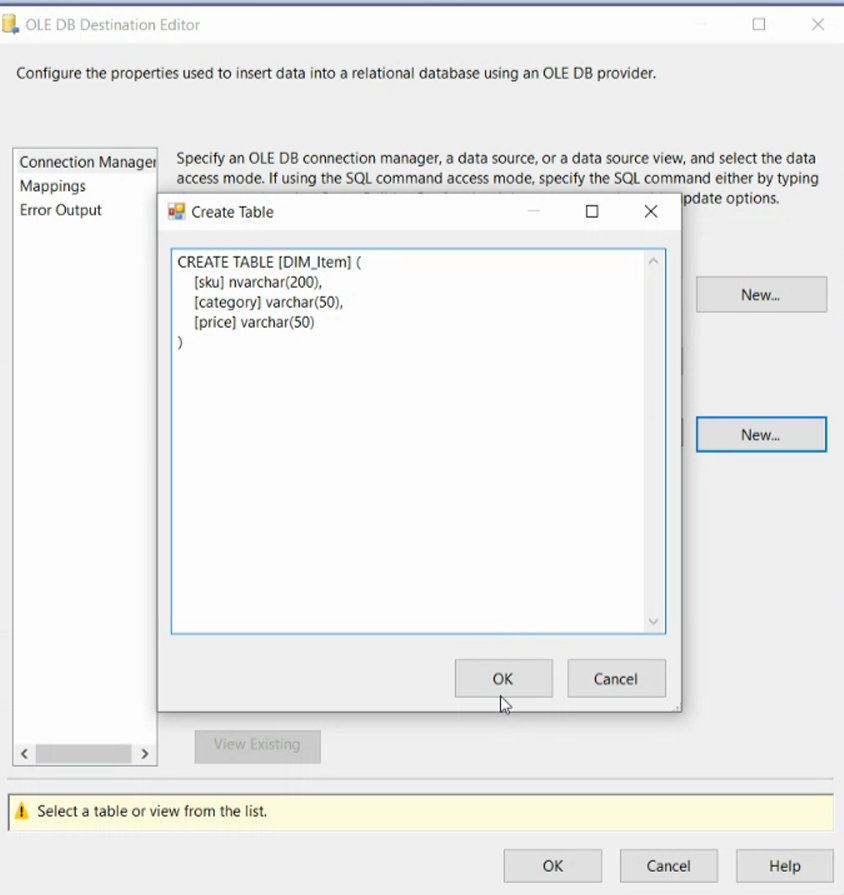 OLE DB Destination Editor
Configure the properties used to insert data into a relational database using an OLE DB provider.
Connection Manager
Mappings
Error Output
Specify an OLE DB connection manager, a data source, or a data source view, and select the data
access mode. If using the SQL command access mode, specify the SQL command either by typing
update options.
Create Table
CREATE TABLE [DIM_Item] (
[sku] nvarchar(200),
[category] varchar(50),
[price] varchar(50)
)
New...
New...
OK
Cancel
View Existing
Select a table or view from the list.
OK
Cancel
Help